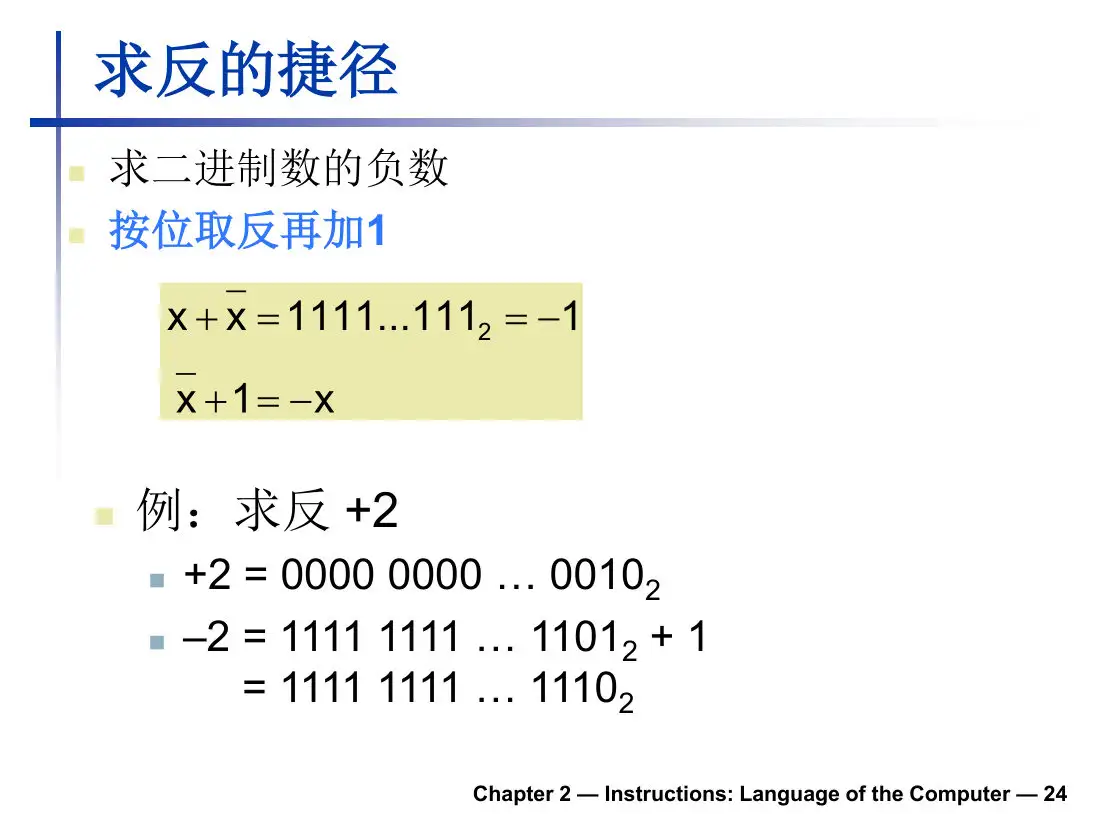 求反的捷径
求二进制数的负数
按位取反再加1
x + x̅ = 1111...111₂ = −1
x̅ + 1 = −x
例：求反 +2
+2 = 0000 0000 … 0010₂
–2 = 1111 1111 … 1101₂ + 1
= 1111 1111 … 1110₂
Chapter 2 — Instructions: Language of the Computer — 24